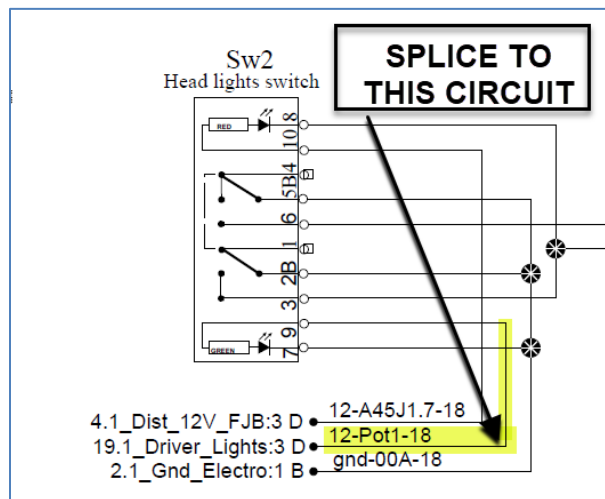 SPLICE TO
THIS CIRCUIT
Sw2
Head lights switch
RED
8
10
4
5B
6
1
2B
3
9
7
GREEN
4.1_Dist_12V_FJB:3 D
12-A45J1.7-18
19.1_Driver_Lights:3 D
12-Pot1-18
2.1_Gnd_Electro:1 B
gnd-00A-18